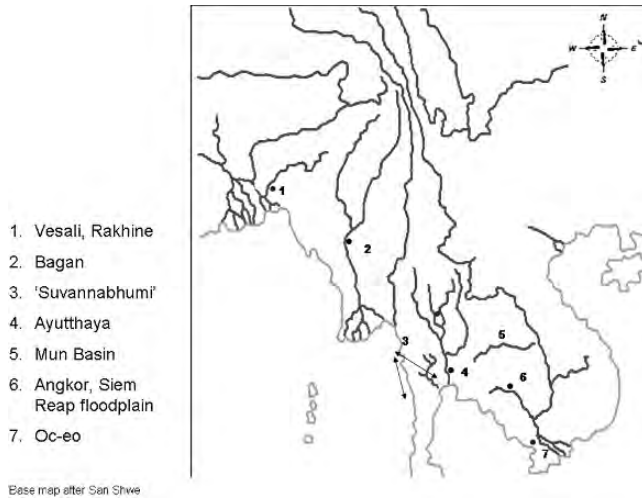 1. Vesali, Rakhine
2. Bagan
3. 'Suvannabhumi'
4. Ayutthaya
5. Mun Basin
6. Angkor, Siem
Reap floodplain
7. Oc-eo
Base map after San Shwe
N
W E
S
1
2
3
4
5
6
7